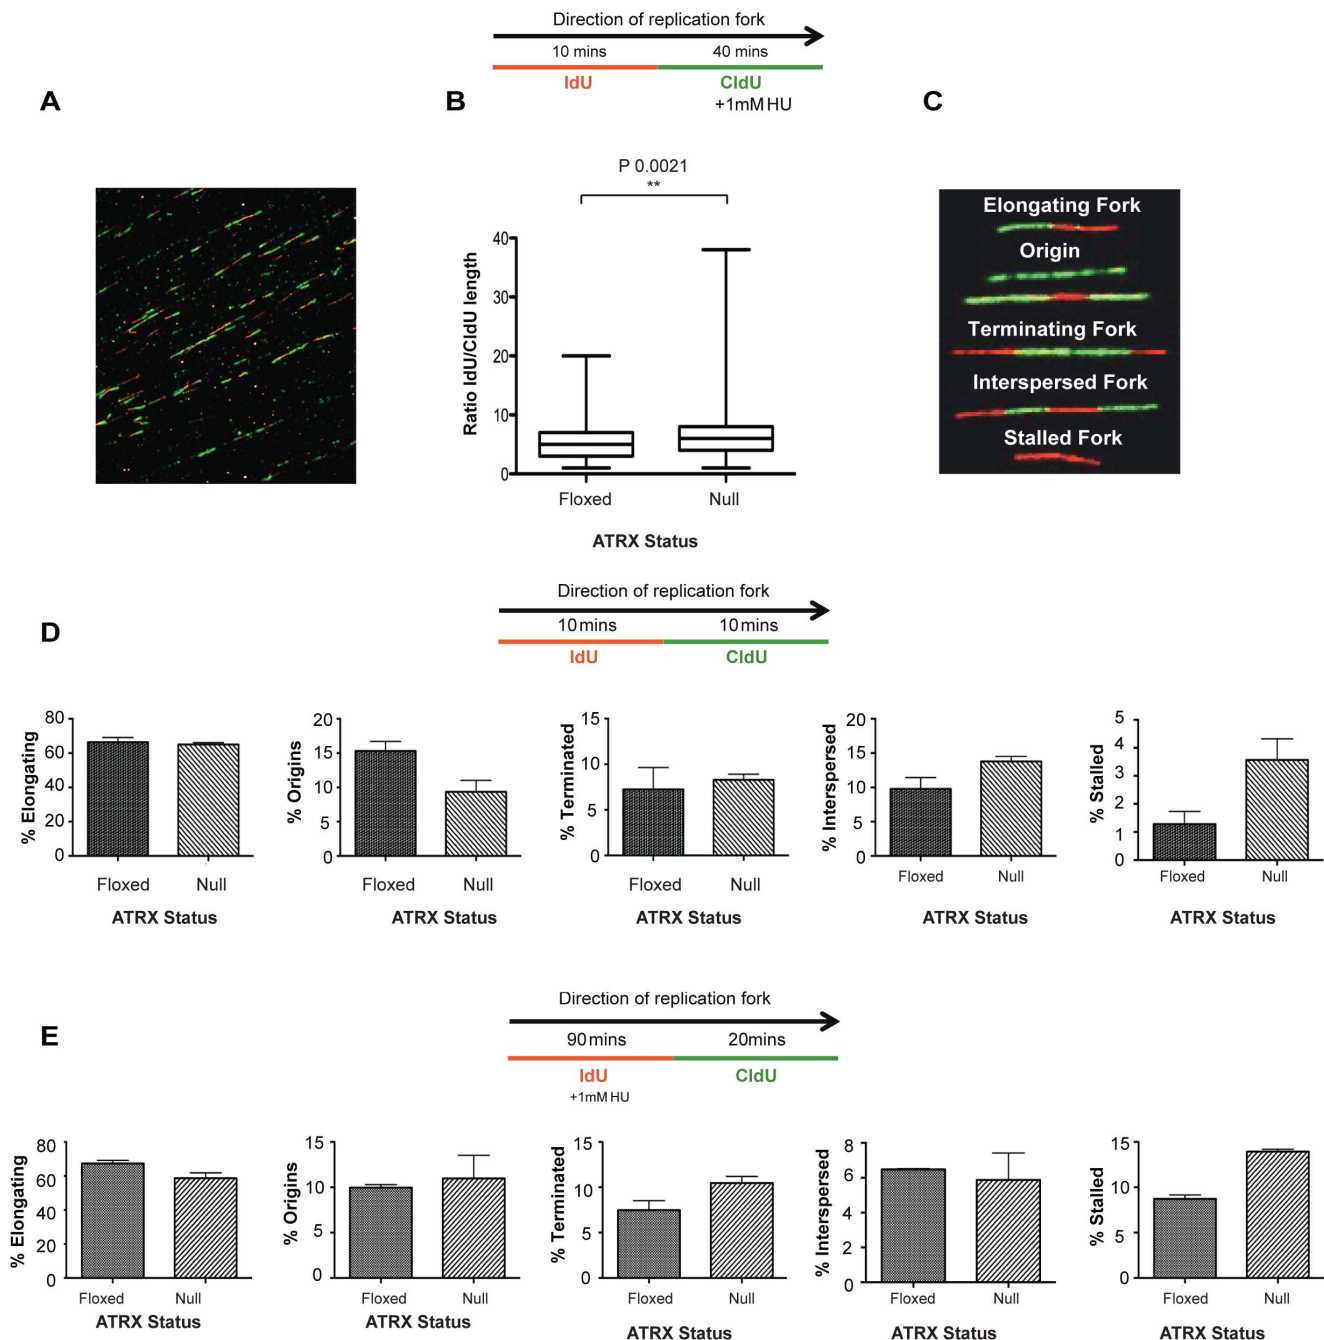 Direction of replication fork
10 mins 40 mins
IdU CldU
+1mM HU
A
B
C
P 0.0021
**
40
30
20
10
0
Ratio IdU/CldU length
Floxed Null
ATRX Status
Elongating Fork
Origin
Terminating Fork
Interspersed Fork
Stalled Fork
Direction of replication fork
D
10 mins 10 mins
IdU CldU
% Elongating
80
60
40
20
0
Floxed Null
ATRX Status
% Origins
20
15
10
5
0
Floxed Null
ATRX Status
% Terminated
15
10
5
0
Floxed Null
ATRX Status
% Interspersed
20
15
10
5
0
Floxed Null
ATRX Status
% Stalled
5
4
3
2
1
0
Floxed Null
ATRX Status
Direction of replication fork
E
90 mins 20mins
IdU CldU
+1mM HU
% Elongating
80
60
40
20
0
Floxed Null
ATRX Status
% Origins
15
10
5
0
Floxed Null
ATRX Status
% Terminated
15
10
5
0
Floxed Null
ATRX Status
% Interspersed
8
6
4
2
0
Floxed Null
ATRX Status
% Stalled
15
10
5
0
Floxed Null
ATRX Status